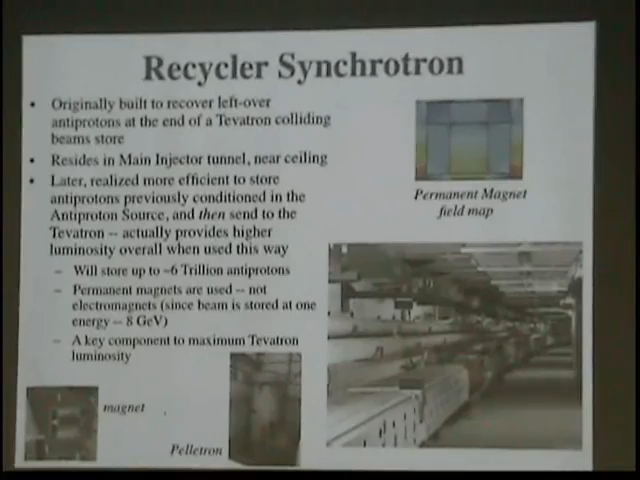 Recycler Synchrotron
• Originally built to recover left-over
antiprotons at the end of a Tevatron colliding
beams store
• Resides in Main Injector tunnel, near ceiling
• Later, realized more efficient to store
antiprotons previously conditioned in the
Antiproton Source, and then send to the
Tevatron -- actually provides higher
luminosity overall when used this way
– Will store up to ~6 Trillion antiprotons
– Permanent magnets are used -- not
electromagnets (since beam is stored at one
energy -- 8 GeV)
– A key component to maximum Tevatron
luminosity
Permanent Magnet
field map
magnet
Pelletron